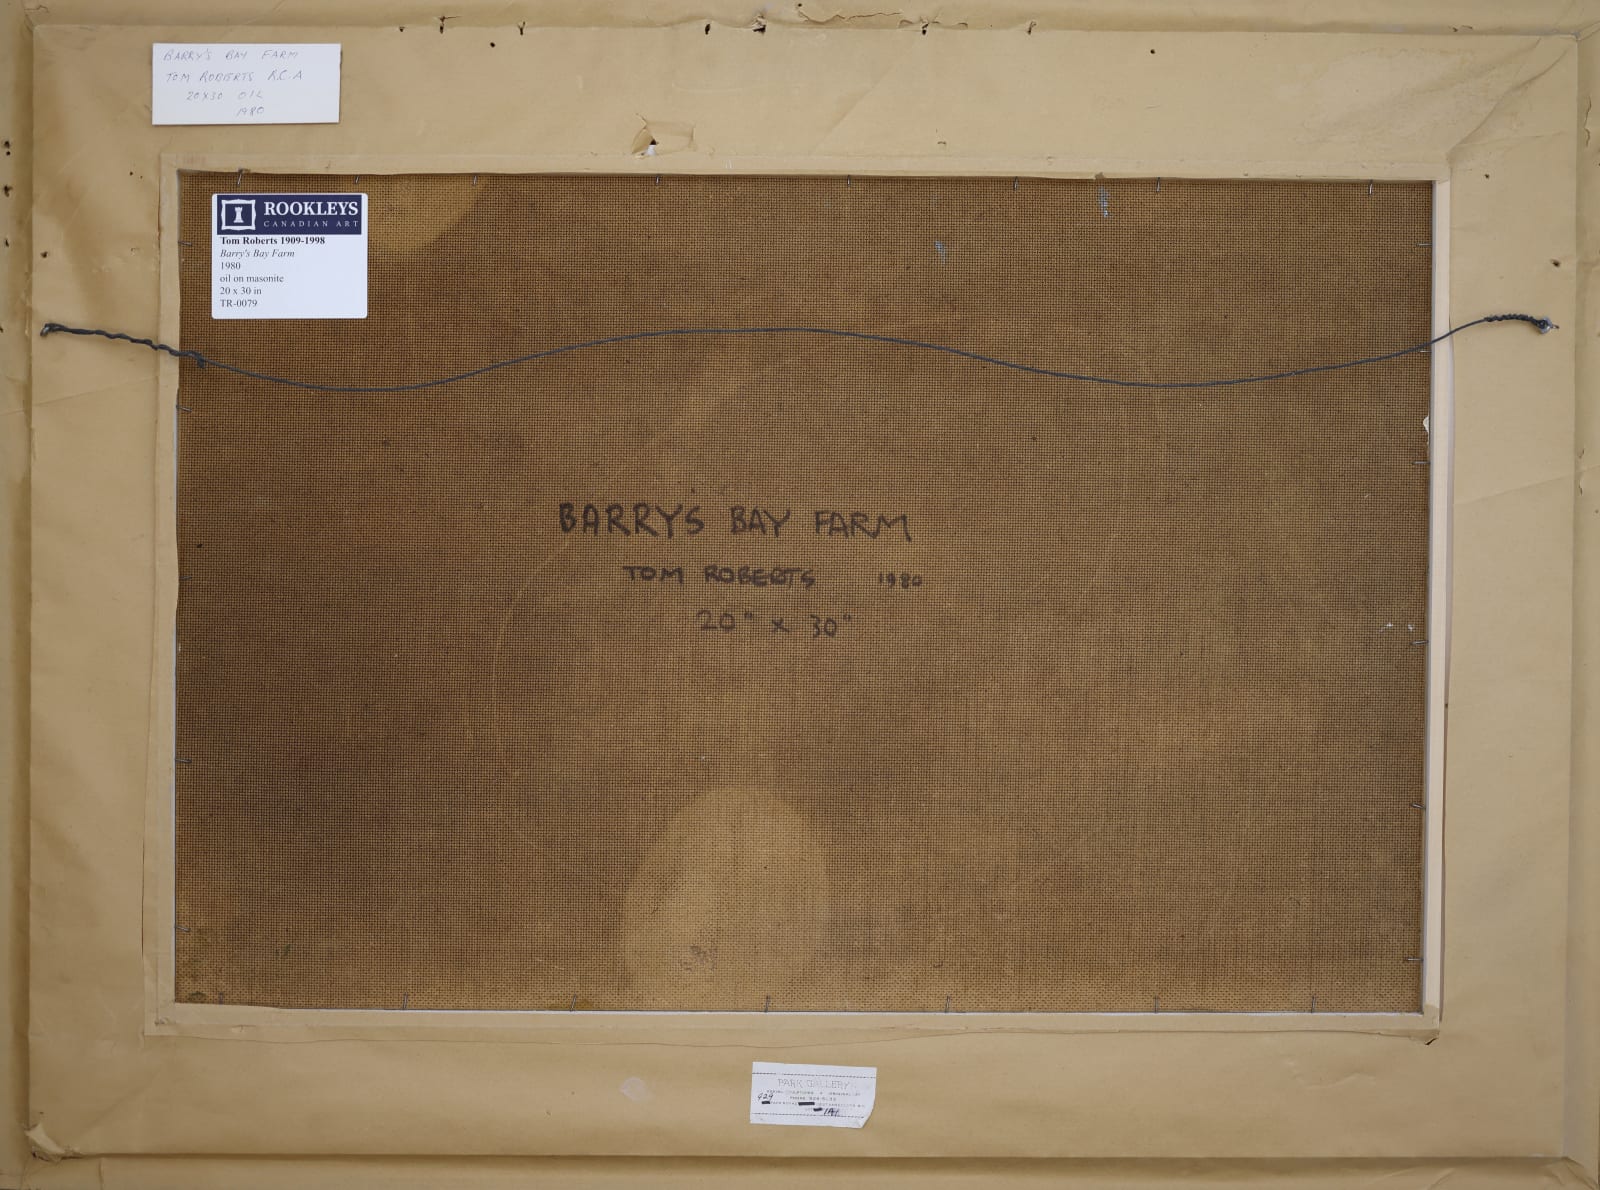 BARRY'S BAY FARM
TOM ROBERTS R.C.A
20X30 OIL
1980
ROOKLEYS
CANADIAN ART
Tom Roberts 1909-1998
Barry's Bay Farm
1980
oil on masonite
20 x 30 in
TR-0079
BARRY'S BAY FARM
TOM ROBERTS 1980
20" x 30"
PARK GALLERY